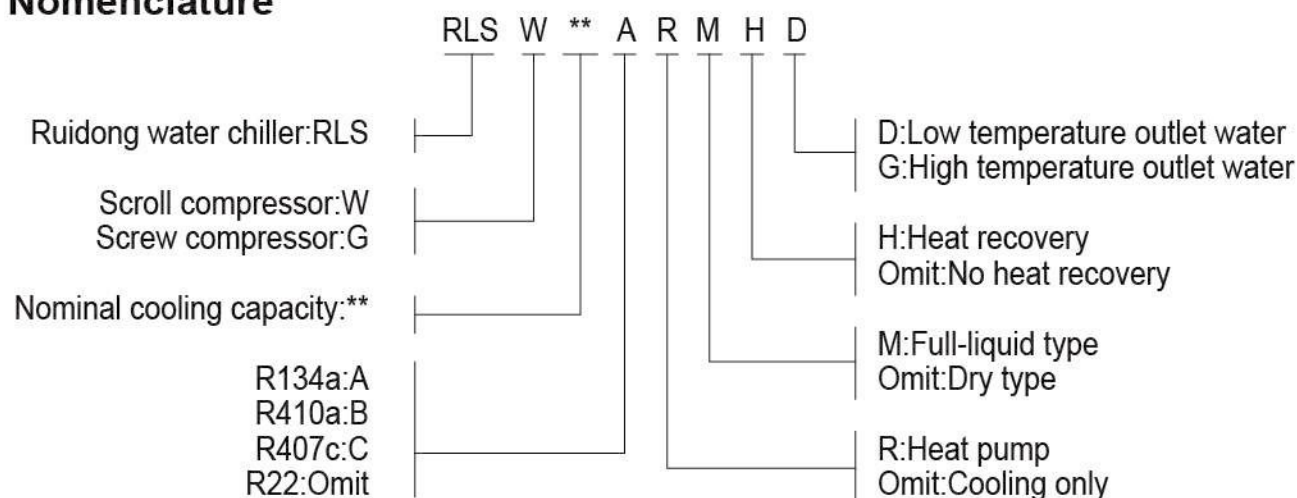 Nomenclature
RLS W ** A R M H D
Ruidong water chiller:RLS
Scroll compressor:W
Screw compressor:G
Nominal cooling capacity:**
R134a:A
R410a:B
R407c:C
R22:Omit
D:Low temperature outlet water
G:High temperature outlet water
H:Heat recovery
Omit:No heat recovery
M:Full-liquid type
Omit:Dry type
R:Heat pump
Omit:Cooling only